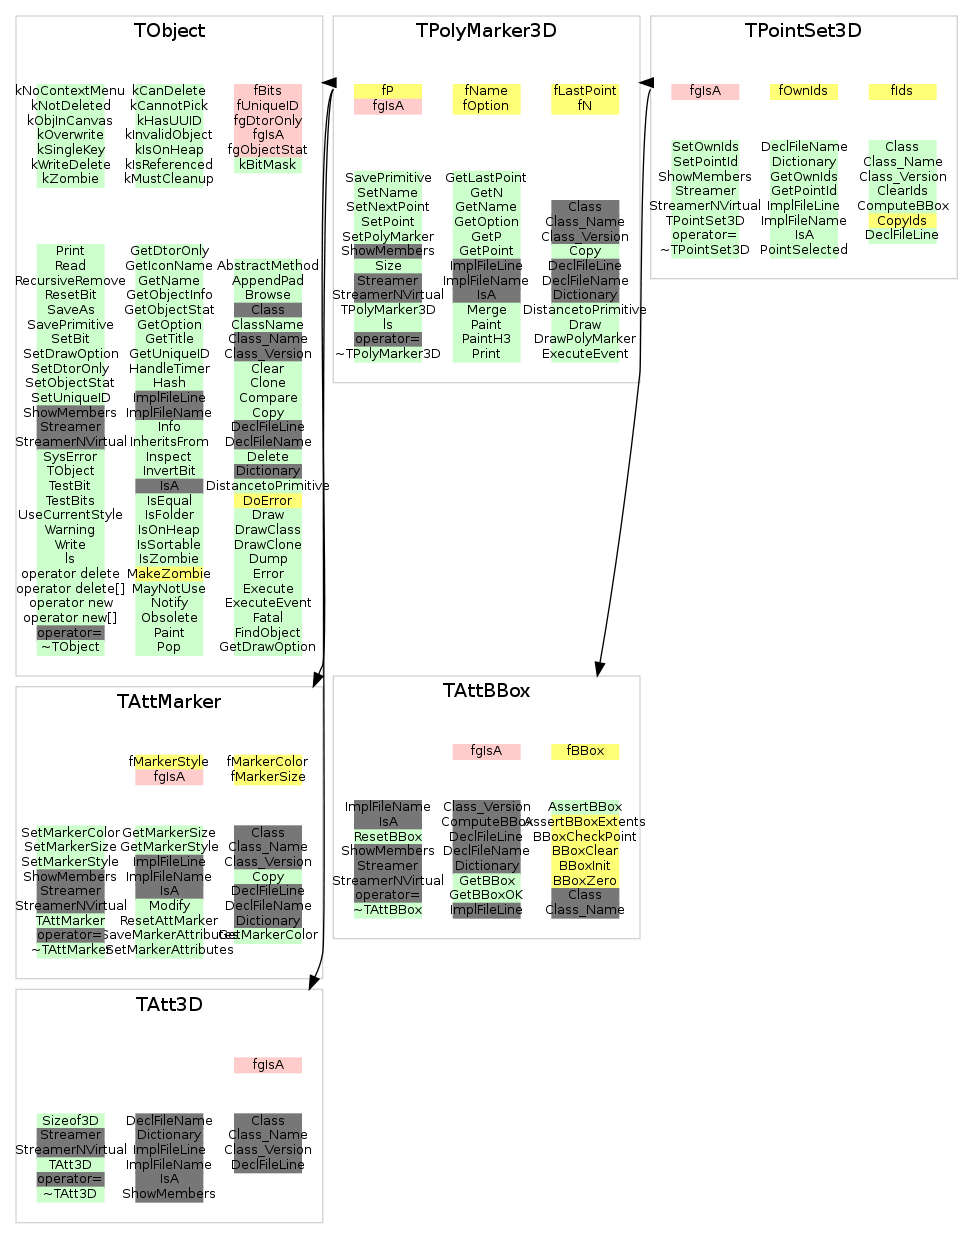 TObject
kNoContextMenu kCanDelete fBits
kNotDeleted kCannotPick fUniqueID
kObjInCanvas kHasUUID fgDtorOnly
kOverwrite kInvalidObject fgIsA
kSingleKey kIsOnHeap fgObjectStat
kWriteDelete kIsReferenced kBitMask
kZombie kMustCleanup
Print GetDtorOnly
Read GetIconName AbstractMethod
RecursiveRemove GetName AppendPad
ResetBit GetObjectInfo Browse
SaveAs GetObjectStat Class
SavePrimitive GetOption ClassName
SetBit GetTitle Class_Name
SetDrawOption GetUniqueID Class_Version
SetDtorOnly HandleTimer Clear
SetObjectStat Hash Clone
SetUniqueID ImplFileLine Compare
ShowMembers ImplFileName Copy
Streamer Info DeclFileLine
StreamerNVirtual InheritsFrom DeclFileName
SysError Inspect Delete
TObject InvertBit Dictionary
TestBit IsA DistancetoPrimitive
TestBits IsEqual DoError
UseCurrentStyle IsFolder Draw
Warning IsOnHeap DrawClass
Write IsSortable DrawClone
ls IsZombie Dump
operator delete MakeZombie Error
operator delete[] MayNotUse Execute
operator new Notify ExecuteEvent
operator new[] Obsolete Fatal
operator= Paint FindObject
~TObject Pop GetDrawOption
TPolyMarker3D
fP fName fLastPoint
fgIsA fOption fN
SavePrimitive GetLastPoint
SetName GetN
SetNextPoint GetName Class
SetPoint GetOption Class_Name
SetPolyMarker GetP Class_Version
ShowMembers GetPoint Copy
Size ImplFileLine DeclFileLine
Streamer ImplFileName DeclFileName
StreamerNVirtual IsA Dictionary
TPolyMarker3D Merge DistancetoPrimitive
ls Paint Draw
operator= PaintH3 DrawPolyMarker
~TPolyMarker3D Print ExecuteEvent
TPointSet3D
fgIsA fOwnIds fIds
SetOwnIds DeclFileName Class
SetPointId Dictionary Class_Name
ShowMembers GetOwnIds Class_Version
Streamer GetPointId ClearIds
StreamerNVirtual ImplFileLine ComputeBBox
TPointSet3D ImplFileName CopyIds
operator= IsA DeclFileLine
~TPointSet3D PointSelected
TAttMarker
fMarkerStyle fMarkerColor
fgIsA fMarkerSize
SetMarkerColor GetMarkerSize Class
SetMarkerSize GetMarkerStyle Class_Name
SetMarkerStyle ImplFileLine Class_Version
ShowMembers ImplFileName Copy
Streamer IsA DeclFileLine
StreamerNVirtual Modify DeclFileName
TAttMarker ResetAttMarker Dictionary
operator= SaveMarkerAttributes GetMarkerColor
~TAttMarker SetMarkerAttributes
TAttBBox
fgIsA fBBox
ImplFileName Class_Version AssertBBox
IsA ComputeBBox AssertBBoxExtents
ResetBBox DeclFileLine BBoxCheckPoint
ShowMembers DeclFileName BBoxClear
Streamer Dictionary BBoxInit
StreamerNVirtual GetBBox BBoxZero
operator= GetBBoxOK Class
~TAttBBox ImplFileLine Class_Name
TAtt3D
fgIsA
Sizeof3D DeclFileName Class
Streamer Dictionary Class_Name
StreamerNVirtual ImplFileLine Class_Version
TAtt3D ImplFileName DeclFileLine
operator= IsA
~TAtt3D ShowMembers